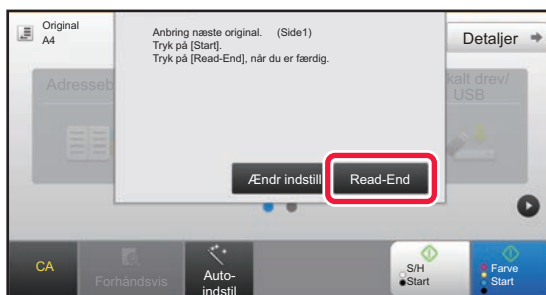 Original
A4
Anbring næste original. (Side1)
Tryk på [Start].
Tryk på [Read-End], når du er færdig.
Detaljer
Adresseb
kalt drev/
USB
Ændr indstill
Read-End
CA
Forhåndsvis
Auto-
indstil
S/H
Start
Farve
Start